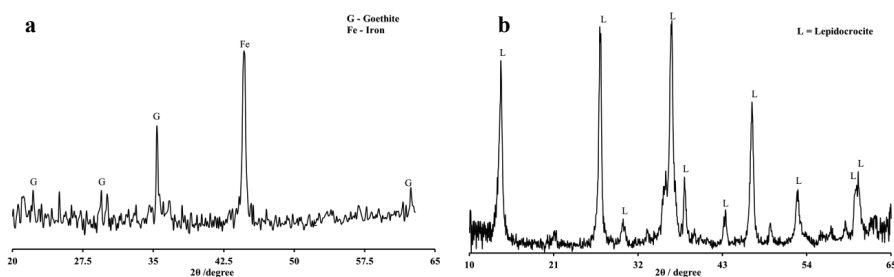 a
G - Goethite
Fe - Iron
Fe
G
G
G
G
20 27.5 35 42.5 50 57.5 65
2θ /degree
b
L = Lepidocrocite
L
L
L
L
L
L
L
L
L
L
10 21 32 43 54 65
2θ /degree